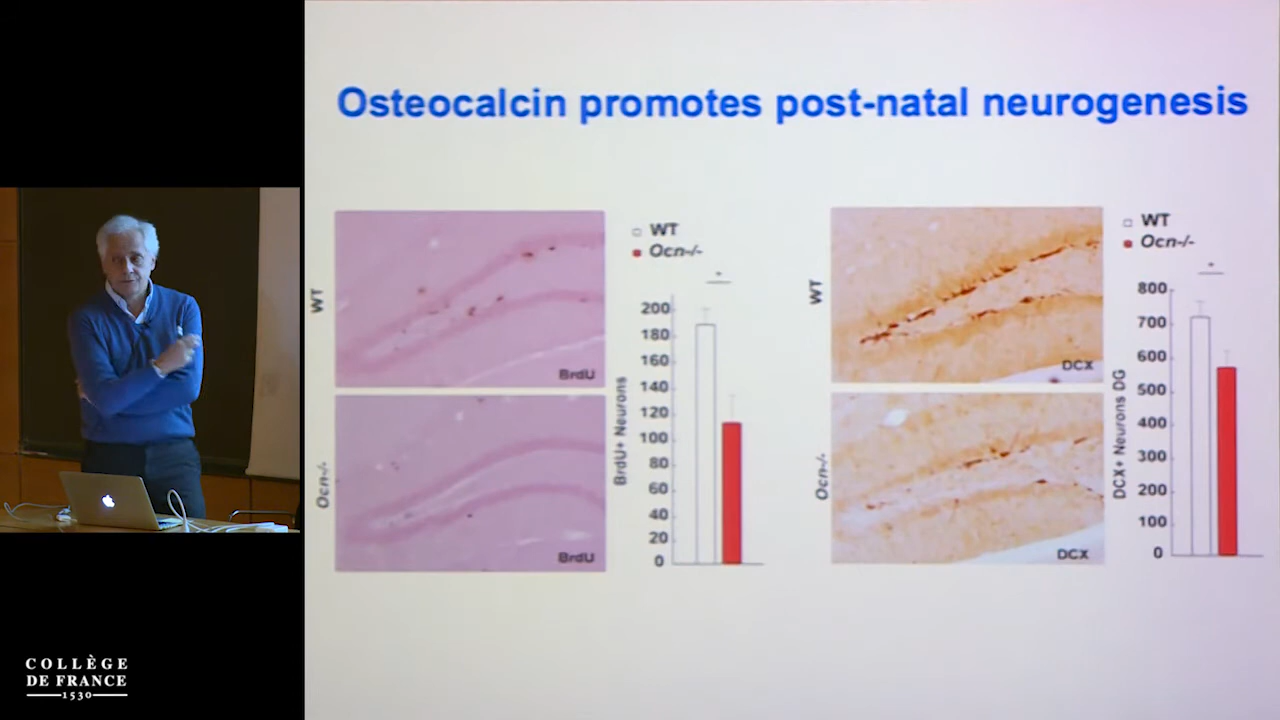 Osteocalcin promotes post-natal neurogenesis
WT
BrdU
Ocn-/-
BrdU
WT
Ocn-/-
*
BrdU+ Neurons
200
180
160
140
120
100
80
60
40
20
0
WT
DCX
Ocn-/-
DCX
WT
Ocn-/-
*
DCX+ Neurons DG
800
700
600
500
400
300
200
100
0
COLLÈGE
DE FRANCE
1530